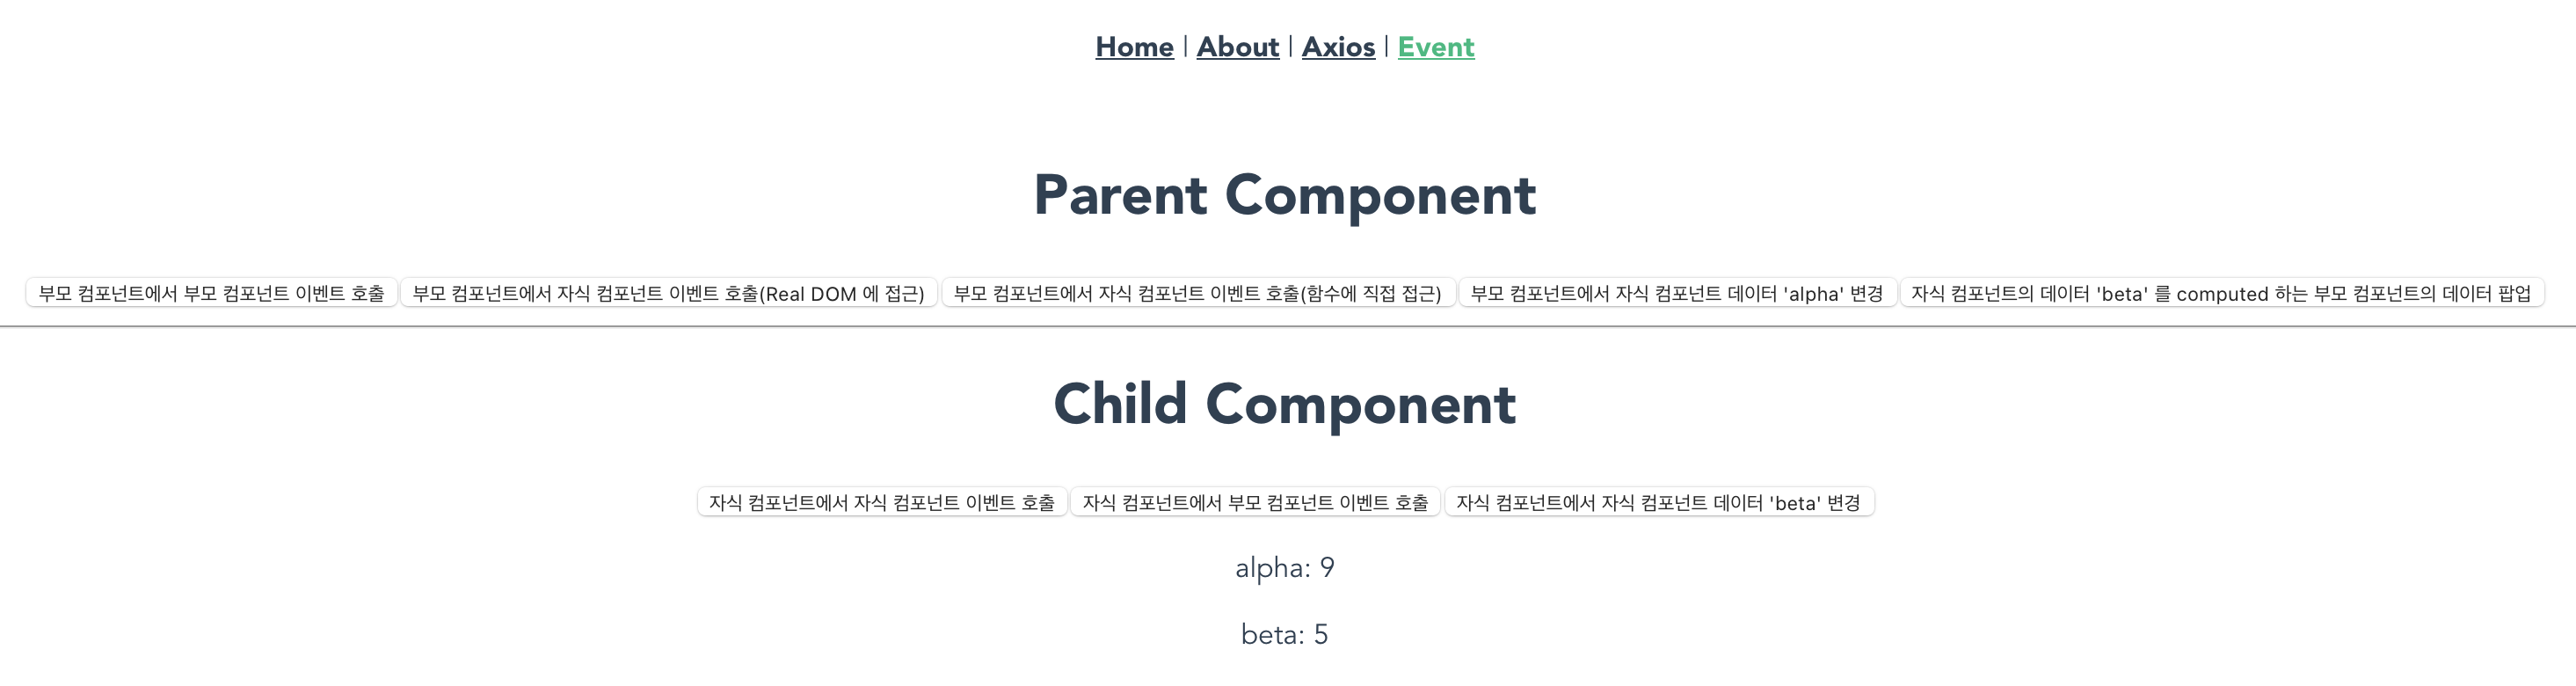 Home | About | Axios | Event
Parent Component
부모 컴포넌트에서 부모 컴포넌트 이벤트 호출 부모 컴포넌트에서 자식 컴포넌트 이벤트 호출(Real DOM 에 접근) 부모 컴포넌트에서 자식 컴포넌트 이벤트 호출(함수에 직접 접근) 부모 컴포넌트에서 자식 컴포넌트 데이터 'alpha' 변경 자식 컴포넌트의 데이터 'beta' 를 computed 하는 부모 컴포넌트의 데이터 팝업
Child Component
자식 컴포넌트에서 자식 컴포넌트 이벤트 호출 자식 컴포넌트에서 부모 컴포넌트 이벤트 호출 자식 컴포넌트에서 자식 컴포넌트 데이터 'beta' 변경
alpha: 9
beta: 5